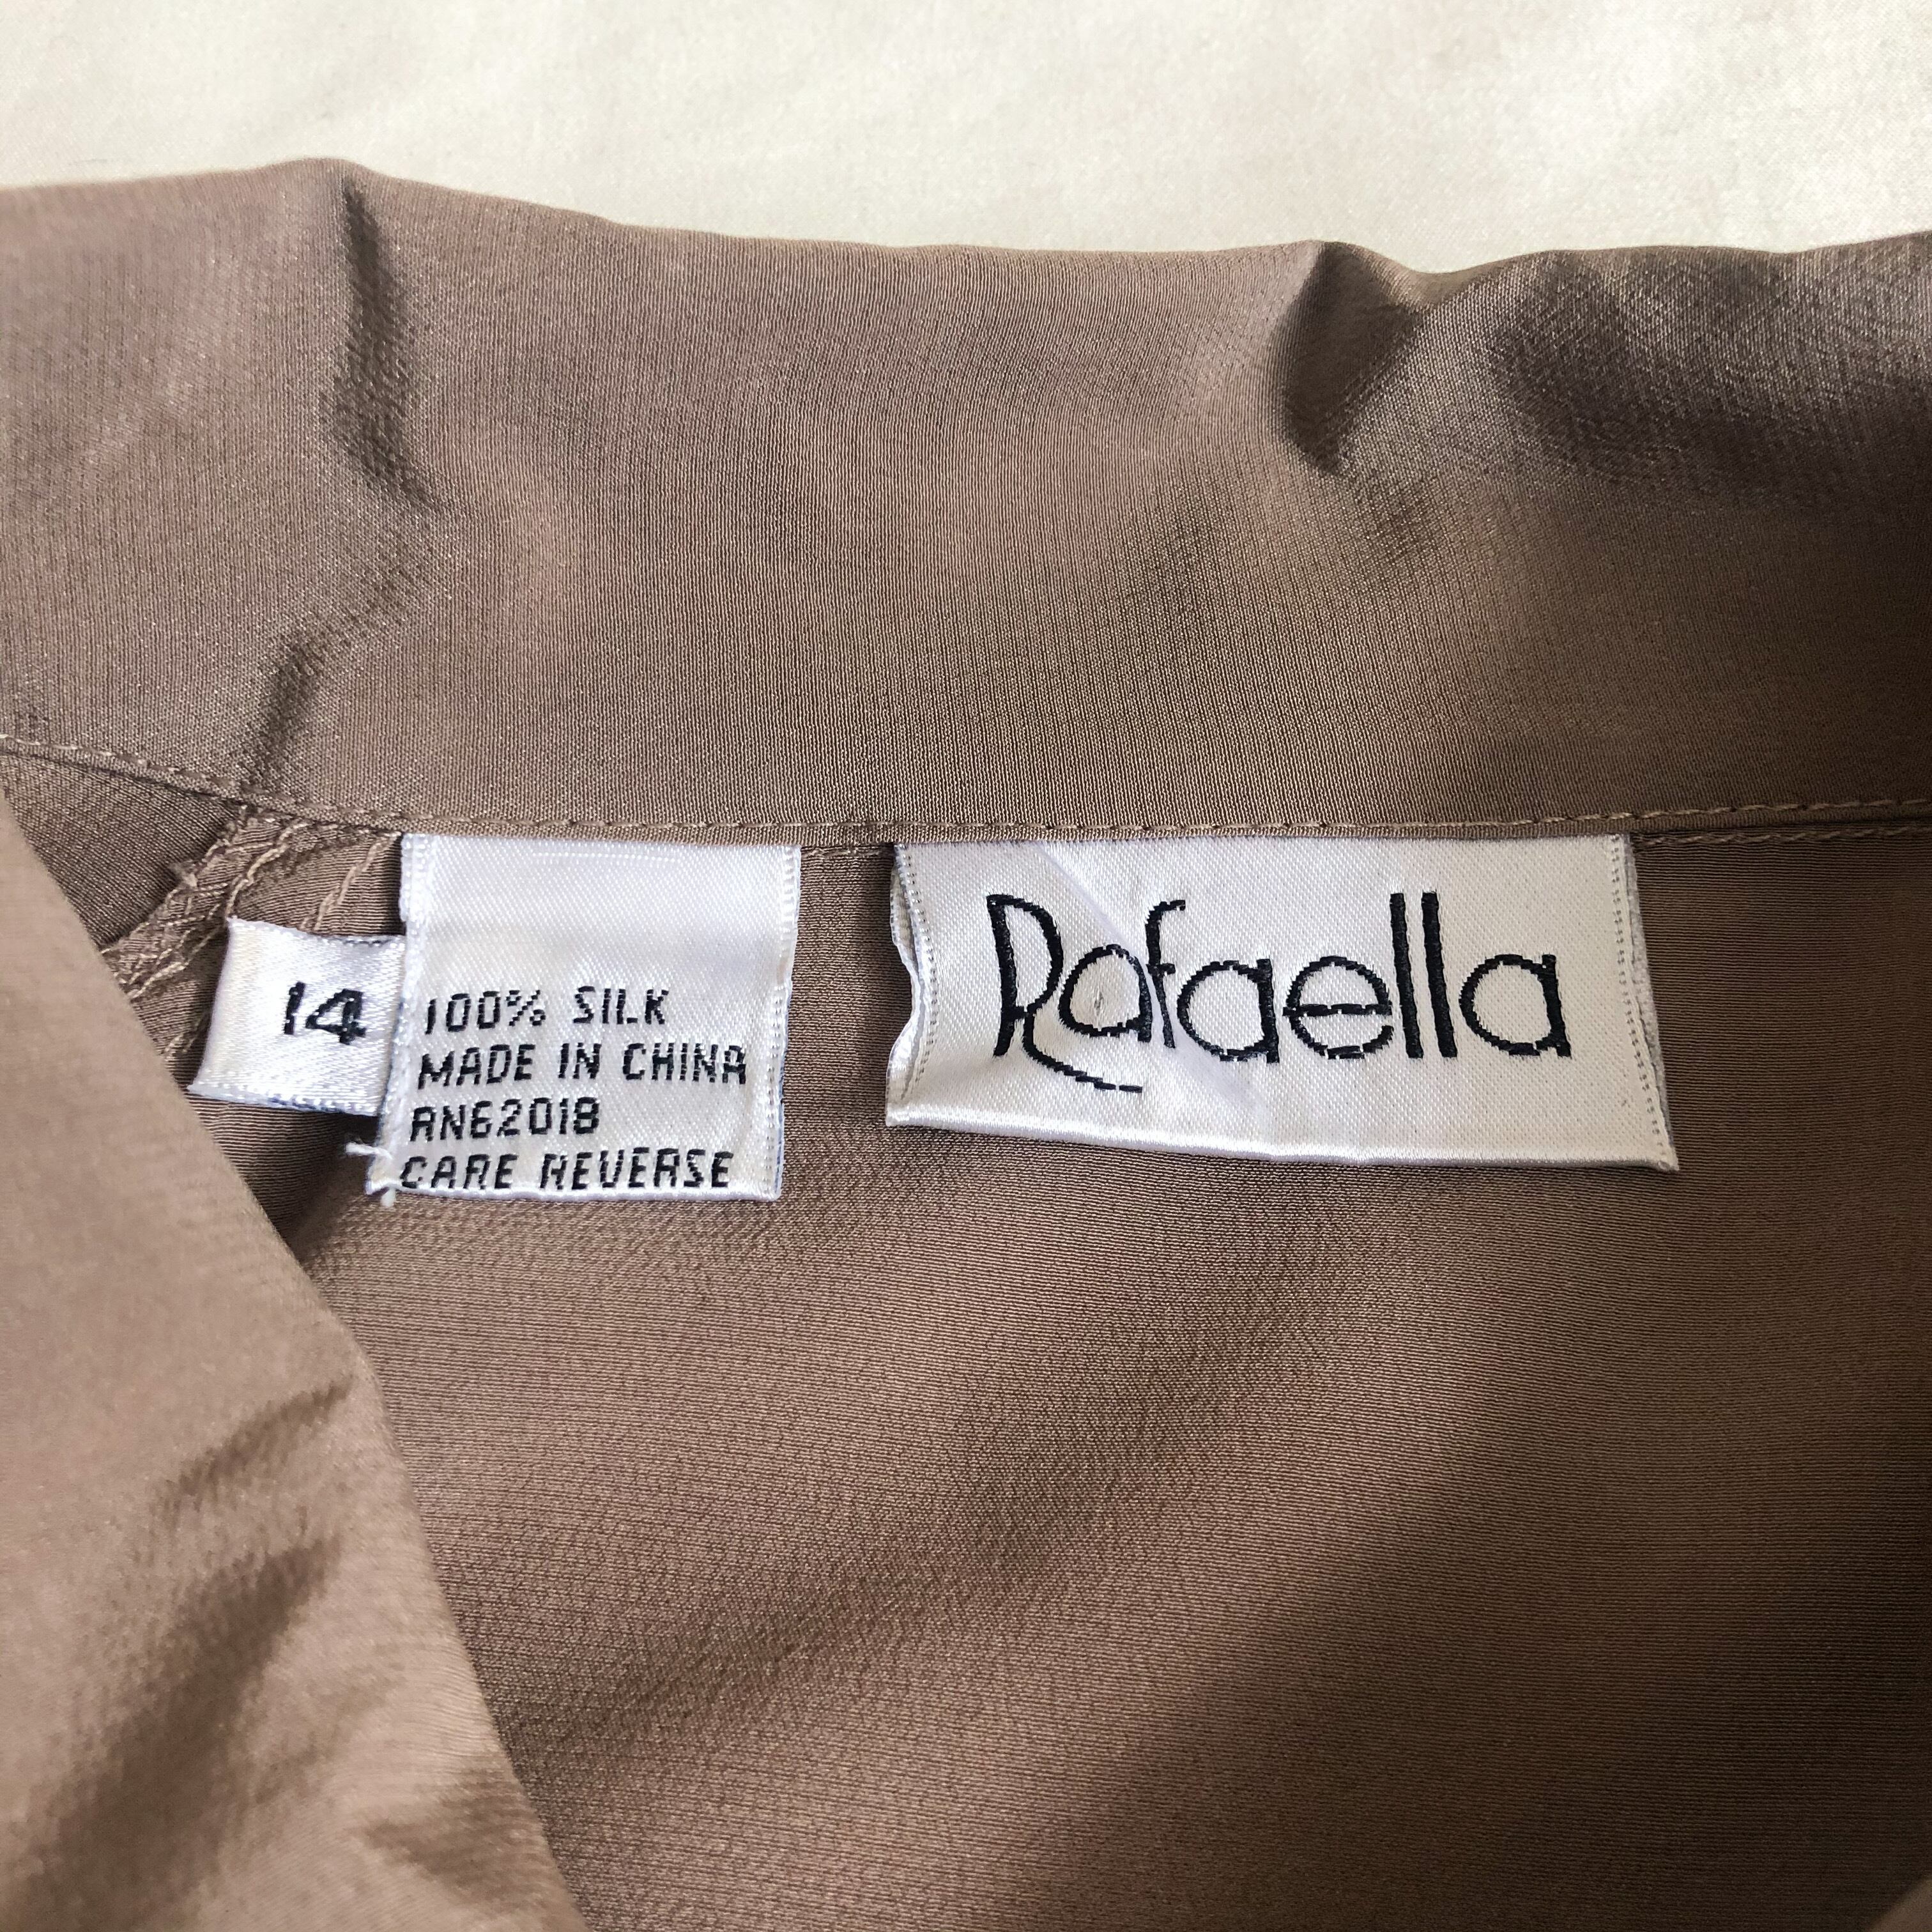 14
100% SILK
MADE IN CHINA
RN62018
CARE REVERSE
Rafaella